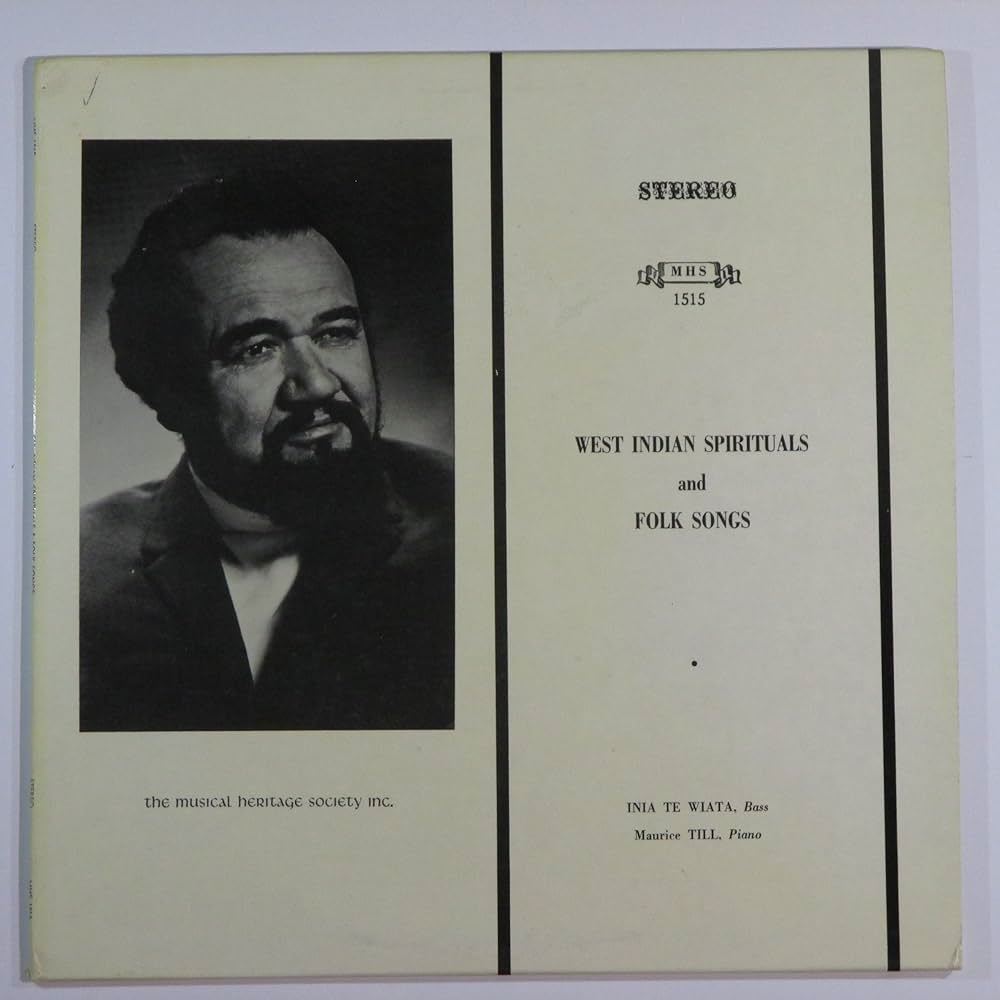 STEREO
MHS
1515
WEST INDIAN SPIRITUALS
and
FOLK SONGS
INIA TE WIATA, Bass
Maurice TILL, Piano
the musical heritage society inc.